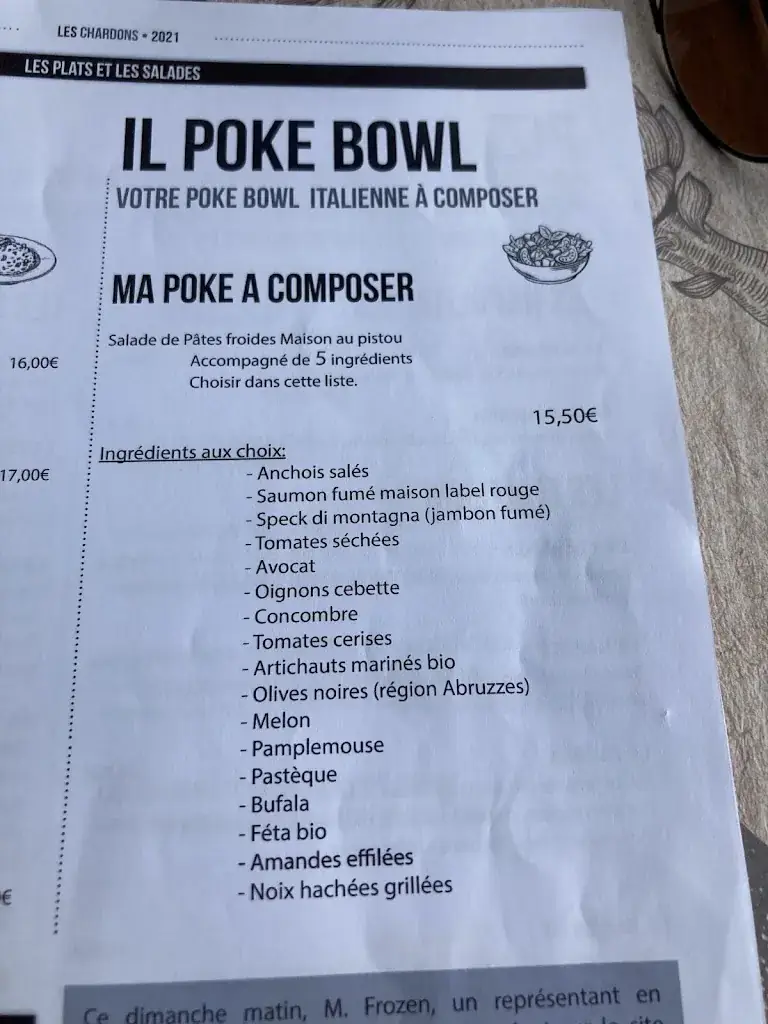 LES CHARDONS • 2021
LES PLATS ET LES SALADES
IL POKE BOWL
VOTRE POKE BOWL ITALIENNE À COMPOSER
MA POKE A COMPOSER
Salade de Pâtes froides Maison au pistou
Accompagné de 5 ingrédients
Choisir dans cette liste.
16,00€
15,50€
Ingrédients aux choix:
17,00€
- Anchois salés
- Saumon fumé maison label rouge
- Speck di montagna (jambon fumé)
- Tomates séchées
- Avocat
- Oignons cebette
- Concombre
- Tomates cerises
- Artichauts marinés bio
- Olives noires (région Abruzzes)
- Melon
- Pamplemouse
- Pastèque
- Bufala
- Féta bio
- Amandes effilées
- Noix hachées grillées
€
Ce dimanche matin, M. Frozen, un représentant en